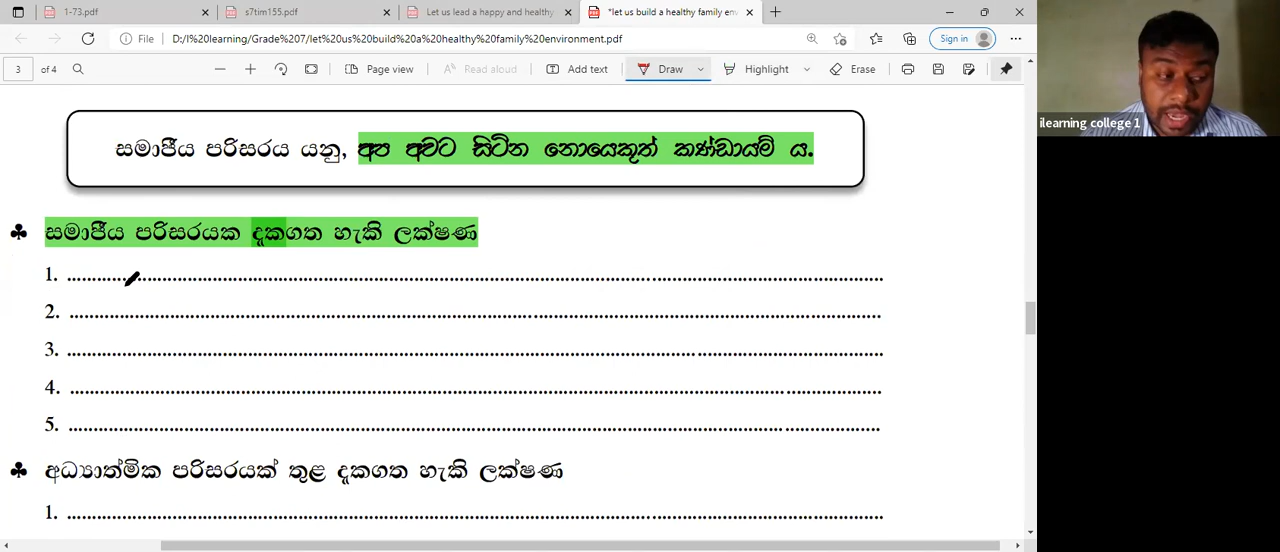 1-73.pdf
s7tim155.pdf
Let us lead a happy and healthy
*let us build a healthy family env
File
D:/I%20learning/Grade%207/let%20us%20build%20a%20healthy%20family%20environment.pdf
Sign in
3 of 4
Page view
Read aloud
Add text
Draw
Highlight
Erase
ilearning college 1
සමාජීය පරිසරය යනු, අප අවට සිටින නොයෙකුත් කණ්ඩායම් ය.
♣ සමාජීය පරිසරයක දැකගත හැකි ලක්ෂණ
1. ....................................................................................
2. ....................................................................................
3. ....................................................................................
4. ....................................................................................
5. ....................................................................................
♣ අධ්‍යාත්මික පරිසරයක් තුළ දැකගත හැකි ලක්ෂණ
1. ....................................................................................